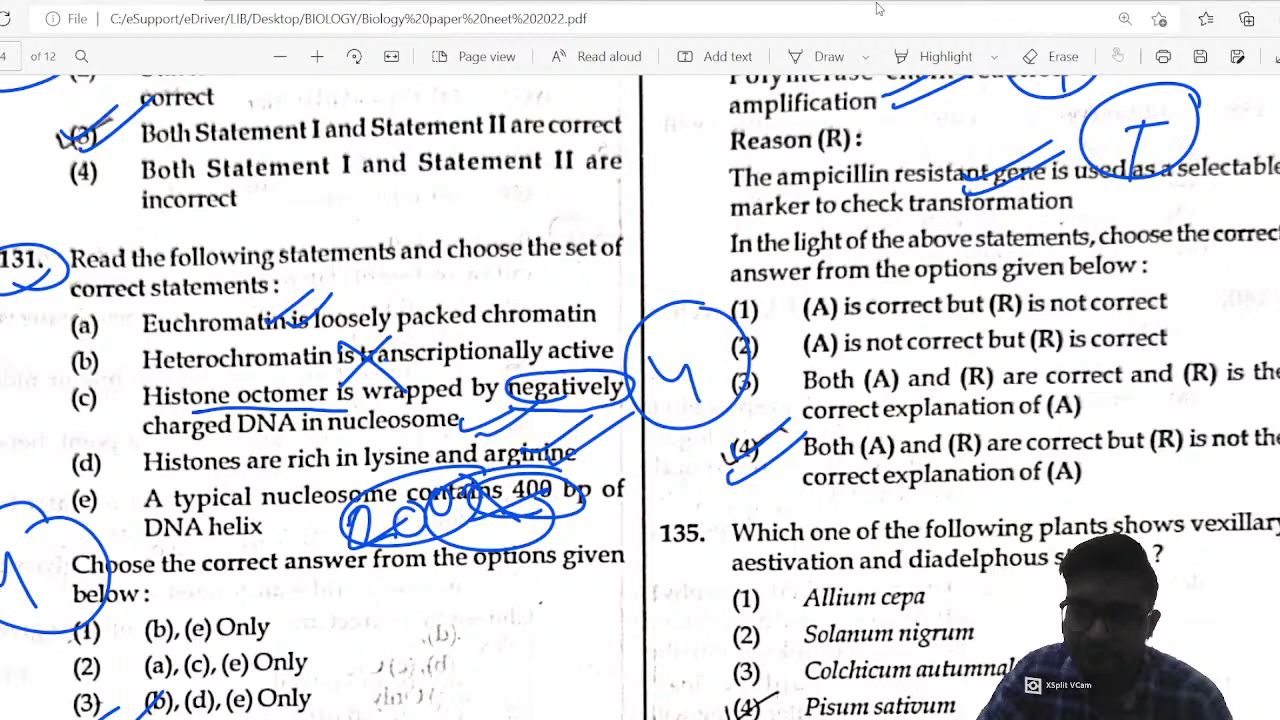 File
C:/eSupport/eDriver/LIB/Desktop/BIOLOGY/Biology%20paper%20neet%202022.pdf
4 of 12
Page view
Read aloud
Add text
Draw
Highlight
Erase
correct
(3) Both Statement I and Statement II are correct
(4) Both Statement I and Statement II are
incorrect
131. Read the following statements and choose the set of
correct statements :
(a) Euchromatin is loosely packed chromatin
(b) Heterochromatin is transcriptionally active
(c) Histone octomer is wrapped by negatively
charged DNA in nucleosome
(d) Histones are rich in lysine and arginine
(e) A typical nucleosome contains 400 bp of
DNA helix
Choose the correct answer from the options given
below :
(1) (b), (e) Only
(2) (a), (c), (e) Only
(3) (b), (d), (e) Only
amplification
Reason (R) :
T
The ampicillin resistant gene is used as a selectable
marker to check transformation
In the light of the above statements, choose the correct
answer from the options given below :
(1) (A) is correct but (R) is not correct
(2) (A) is not correct but (R) is correct
(3) Both (A) and (R) are correct and (R) is the
correct explanation of (A)
(4) Both (A) and (R) are correct but (R) is not the
correct explanation of (A)
135. Which one of the following plants shows vexillary
aestivation and diadelphous ?
(1) Allium cepa
(2) Solanum nigrum
(3) Colchicum autumnal
(4) Pisum sativum
XSplit VCam